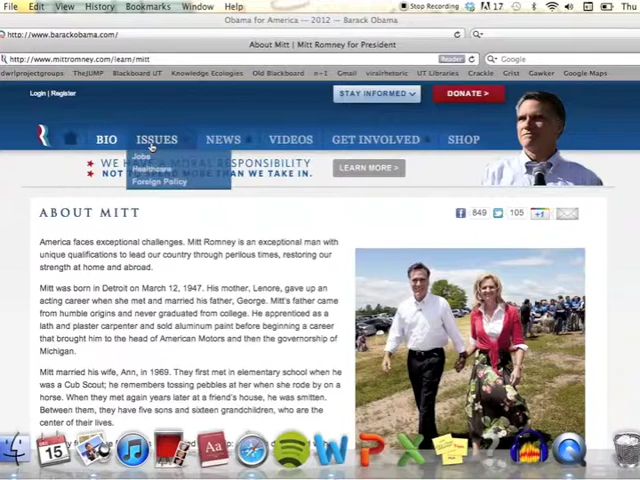 File Edit View History Bookmarks Window Help Stop Recording 17 Thu
Obama for America — 2012 — Barack Obama
http://www.barackobama.com/
About Mitt | Mitt Romney for President
http://www.mittromney.com/learn/mitt Reader Google
dwrlprojectgroups: TheJUMP Blackboard UT Knowledge Ecologies Old Blackboard n-1 Gmail viralrhetoric UT Libraries Crackle Grist Casher Google Maps
Login | Register STAY INFORMED DONATE >
BIO ISSUES NEWS VIDEOS GET INVOLVED SHOP
Jobs
WE HAVE A MORAL RESPONSIBILITY
Healthcare
NOT TO SPEND MORE THAN WE TAKE IN. LEARN MORE >
Foreign Policy
ABOUT MITT 849 105 +1
America faces exceptional challenges. Mitt Romney is an exceptional man with
unique qualifications to lead our country through perilous times, restoring our
strength at home and abroad.
Mitt was born in Detroit on March 12, 1947. His mother, Lenore, gave up an
acting career when she met and married his father, George. Mitt's father came
from humble origins and never graduated from college. He apprenticed as a
lath and plaster carpenter and sold aluminum paint before beginning a career
that brought him to the head of American Motors and then the governorship of
Michigan.
Mitt married his wife, Ann, in 1969. They first met in elementary school when he
was a Cub Scout; he remembers tossing pebbles at her when she rode by on a
horse. When they met again years later at a friend's house, he was smitten.
Between them, they have five sons and sixteen grandchildren, who are the
center of their lives.
15 Aa W P X